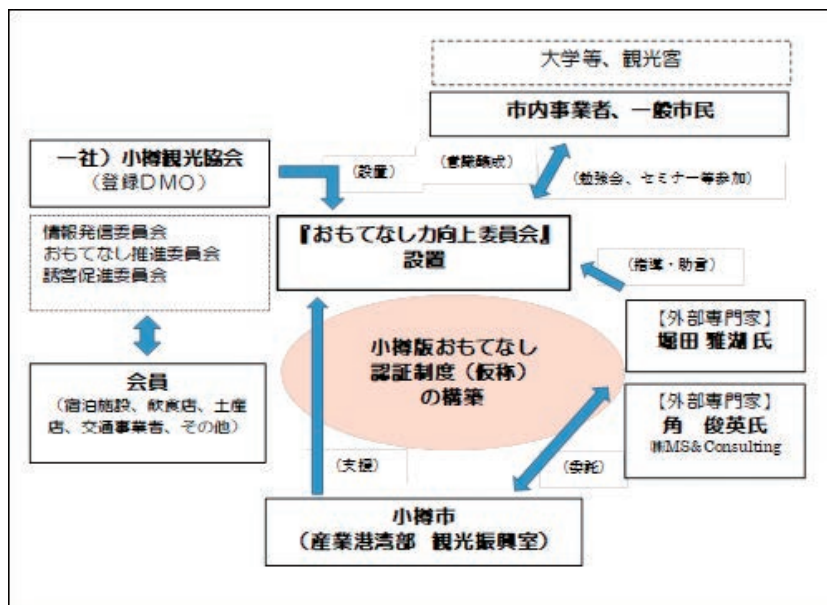 大学等、観光客
市内事業者、一般市民
一社）小樽観光協会
（登録DMO）
（設置）
（意識醸成）
（勉強会、セミナー等参加）
情報発信委員会
おもてなし推進委員会
誘客促進委員会
『おもてなし力向上委員会』
設置
（指導・助言）
【外部専門家】
堀田 雅湖 氏
小樽版おもてなし
認証制度（仮称）
の構築
会員
（宿泊施設、飲食店、土産
店、交通事業者、その他）
【外部専門家】
角　俊英氏
㈱MS&Consulting
（支援）
（委託）
小樽市
（産業港湾部 観光振興室）